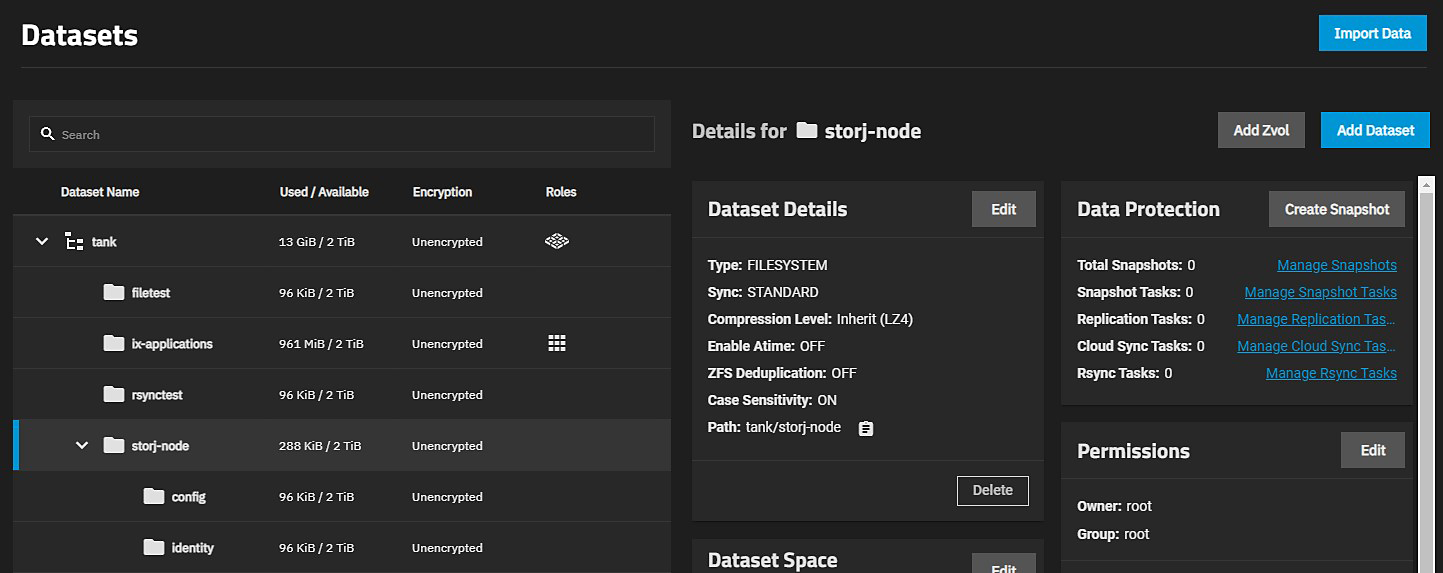 Datasets
Import Data
Search
Dataset Name Used / Available Encryption Roles
tank 13 GiB / 2 TiB Unencrypted
filetest 96 KiB / 2 TiB Unencrypted
ix-applications 961 MiB / 2 TiB Unencrypted
rsynctest 96 KiB / 2 TiB Unencrypted
storj-node 288 KiB / 2 TiB Unencrypted
config 96 KiB / 2 TiB Unencrypted
identity 96 KiB / 2 TiB Unencrypted
Details for storj-node
Add Zvol
Add Dataset
Dataset Details
Edit
Type: FILESYSTEM
Sync: STANDARD
Compression Level: Inherit (LZ4)
Enable Atime: OFF
ZFS Deduplication: OFF
Case Sensitivity: ON
Path: tank/storj-node
Delete
Dataset Space
Edit
Data Protection
Create Snapshot
Total Snapshots: 0 Manage Snapshots
Snapshot Tasks: 0 Manage Snapshot Tasks
Replication Tasks: 0 Manage Replication Tas...
Cloud Sync Tasks: 0 Manage Cloud Sync Tas...
Rsync Tasks: 0 Manage Rsync Tasks
Permissions
Edit
Owner: root
Group: root